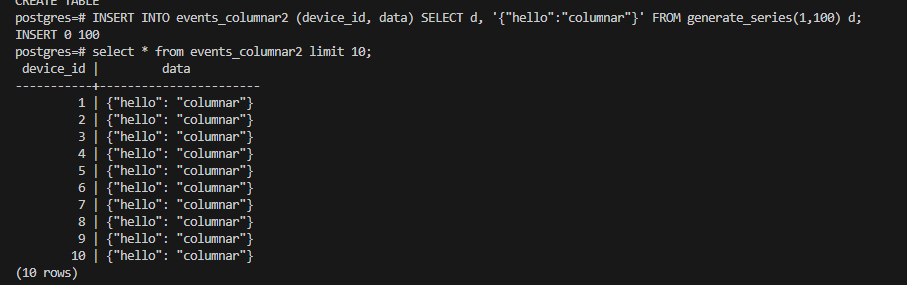 CREATE TABLE
postgres=# INSERT INTO events_columnar2 (device_id, data) SELECT d, '{"hello":"columnar"}' FROM generate_series(1,100) d;
INSERT 0 100
postgres=# select * from events_columnar2 limit 10;
 device_id |         data
-----------+----------------------
         1 | {"hello": "columnar"}
         2 | {"hello": "columnar"}
         3 | {"hello": "columnar"}
         4 | {"hello": "columnar"}
         5 | {"hello": "columnar"}
         6 | {"hello": "columnar"}
         7 | {"hello": "columnar"}
         8 | {"hello": "columnar"}
         9 | {"hello": "columnar"}
        10 | {"hello": "columnar"}
(10 rows)